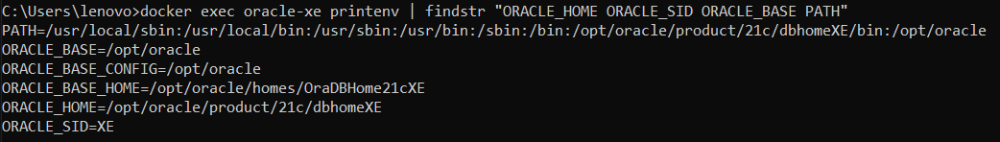 C:\Users\lenovo>docker exec oracle-xe printenv | findstr "ORACLE_HOME ORACLE_SID ORACLE_BASE PATH"
PATH=/usr/local/sbin:/usr/local/bin:/usr/sbin:/usr/bin:/sbin:/bin:/opt/oracle/product/21c/dbhomeXE/bin:/opt/oracle
ORACLE_BASE=/opt/oracle
ORACLE_BASE_CONFIG=/opt/oracle
ORACLE_BASE_HOME=/opt/oracle/homes/OraDBHome21cXE
ORACLE_HOME=/opt/oracle/product/21c/dbhomeXE
ORACLE_SID=XE